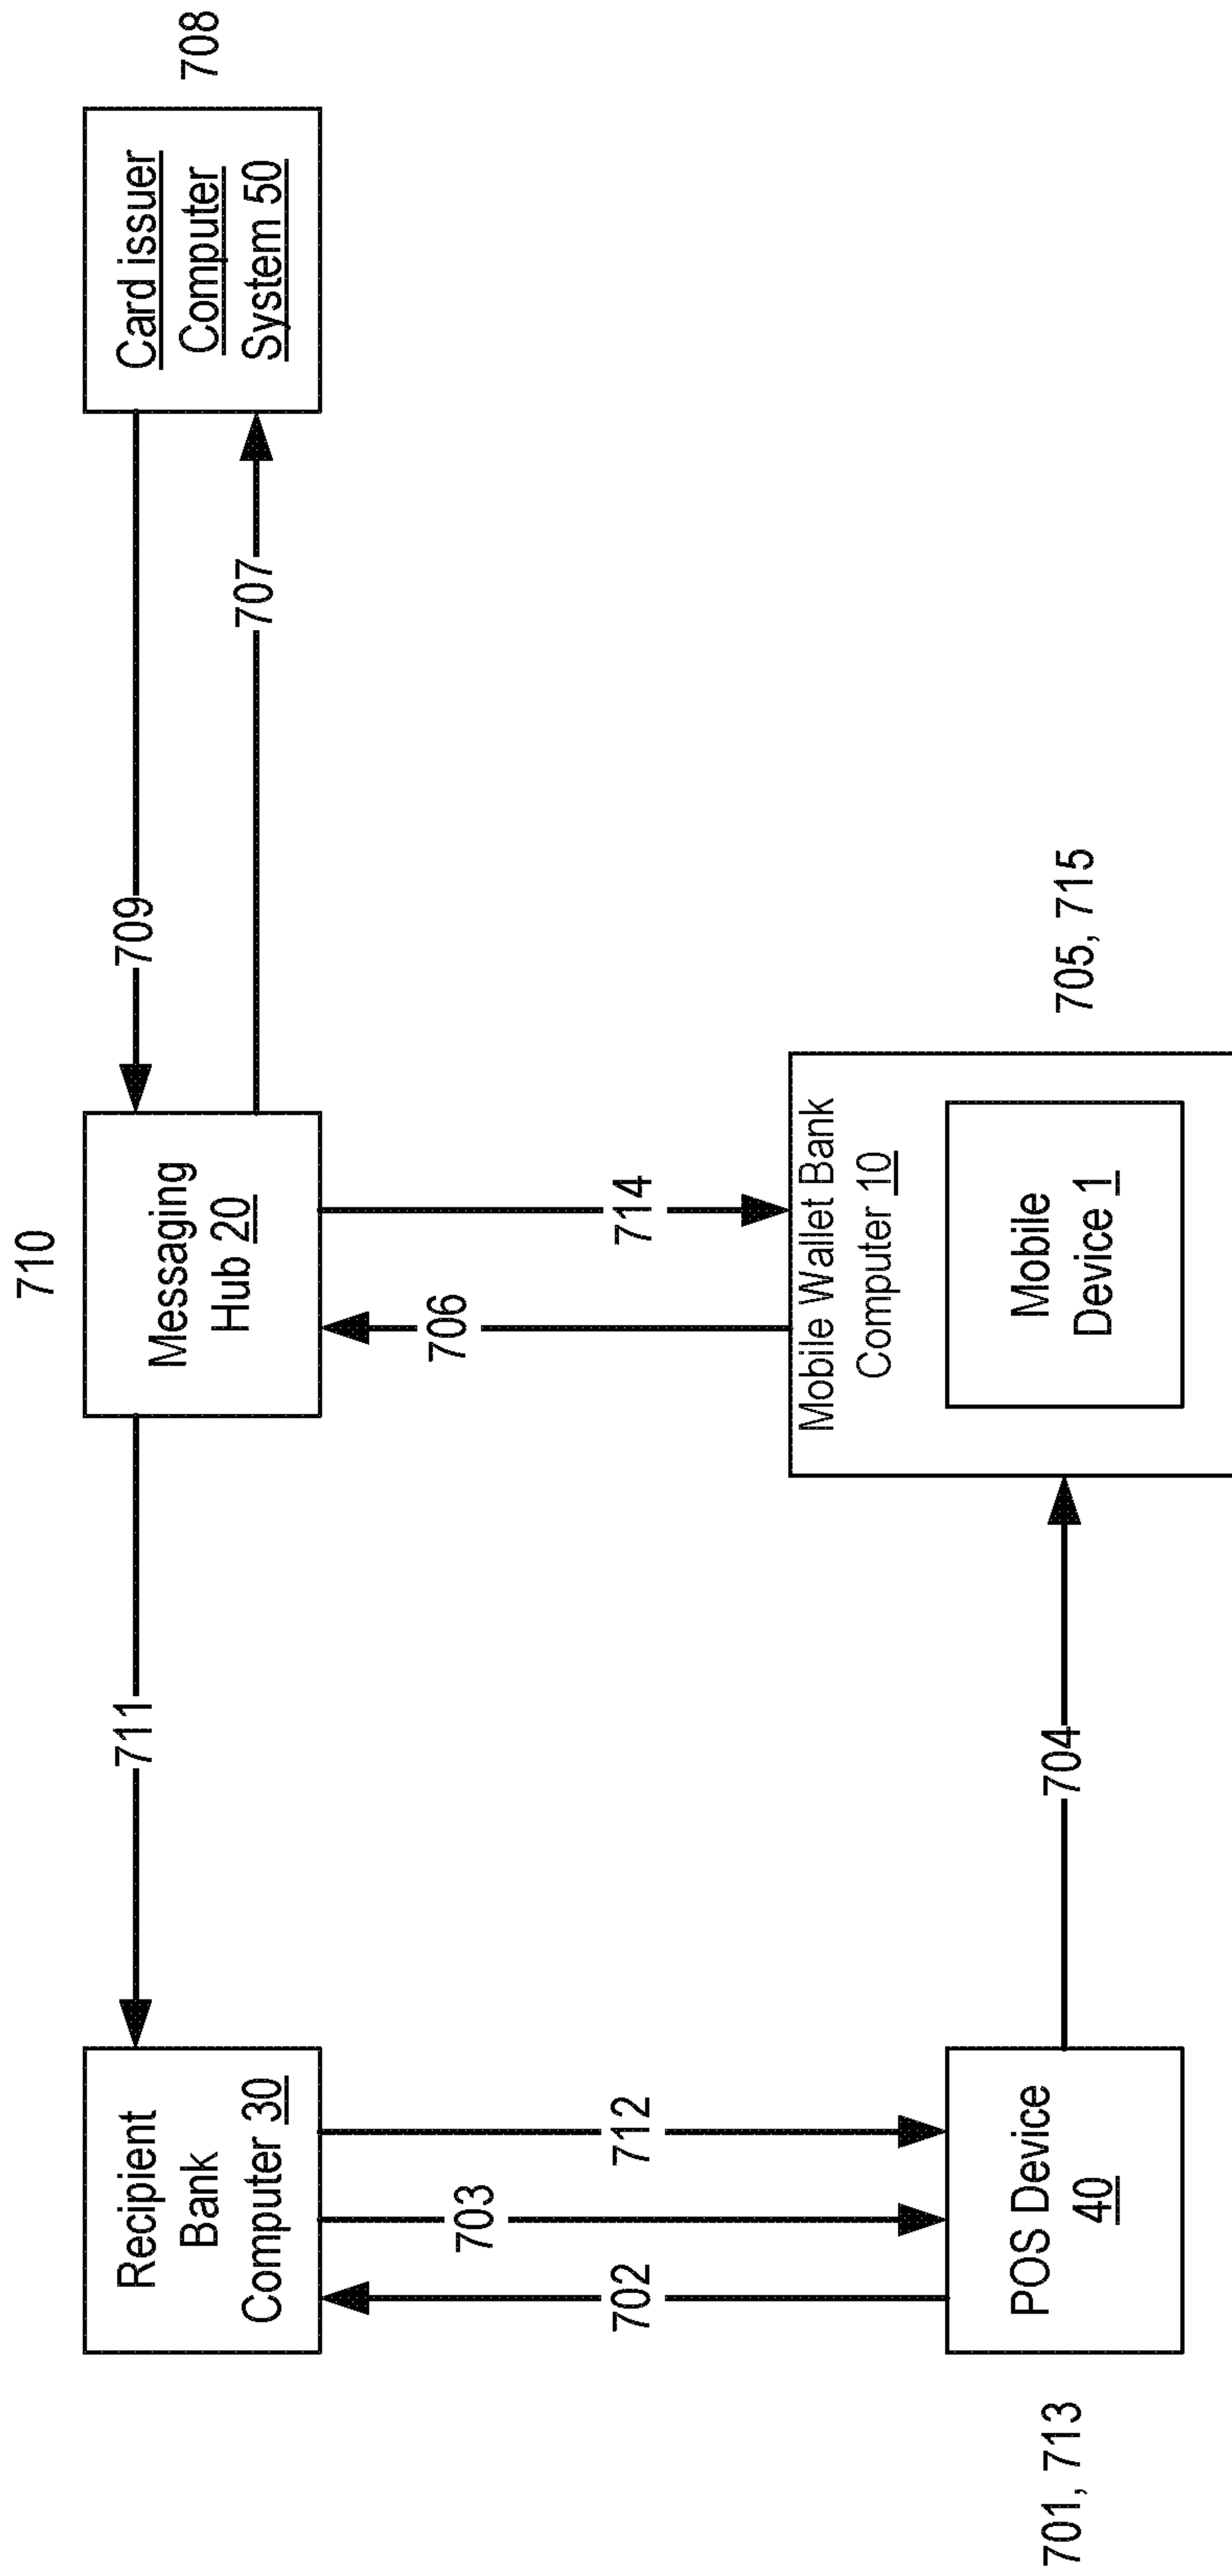 710
708
Recipient
Bank
Computer 30
711
Messaging
Hub 20
709
707
Card issuer
Computer
System 50
702
703
712
706
714
POS Device
40
704
Mobile Wallet Bank
Computer 10
Mobile
Device 1
701, 713
705, 715